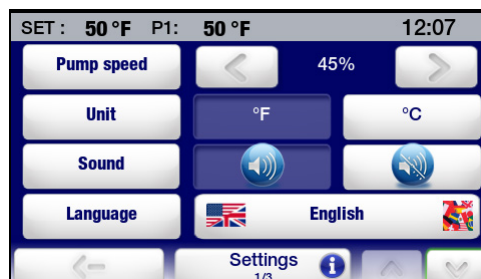 SET : 50 °F P1: 50 °F 12:07
Pump speed 45%
Unit °F °C
Sound
Language English
Settings
1/3